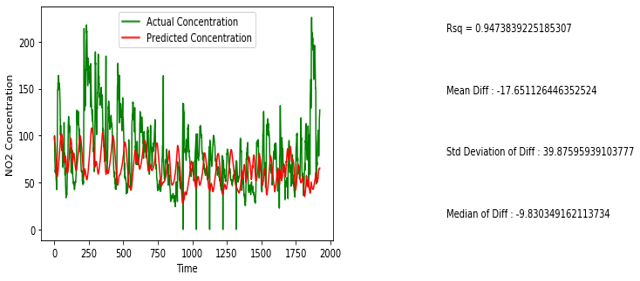 Actual Concentration
Predicted Concentration
NO2 Concentration
200
150
100
50
0
0 250 500 750 1000 1250 1500 1750 2000
Time
Rsq = 0.9473839225185307
Mean Diff : -17.651126446352524
Std Deviation of Diff : 39.87595939103777
Median of Diff : -9.830349162113734